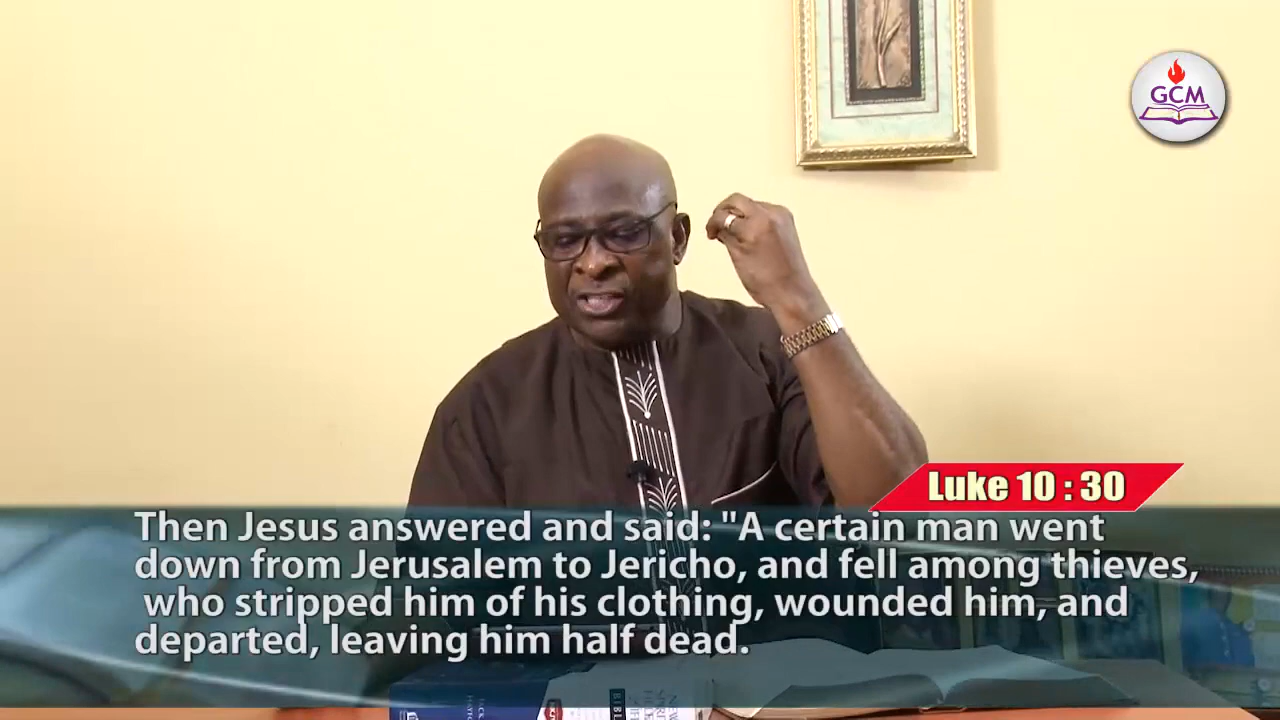 GCM
Luke 10 : 30
Then Jesus answered and said: "A certain man went
down from Jerusalem to Jericho, and fell among thieves,
who stripped him of his clothing, wounded him, and
departed, leaving him half dead.